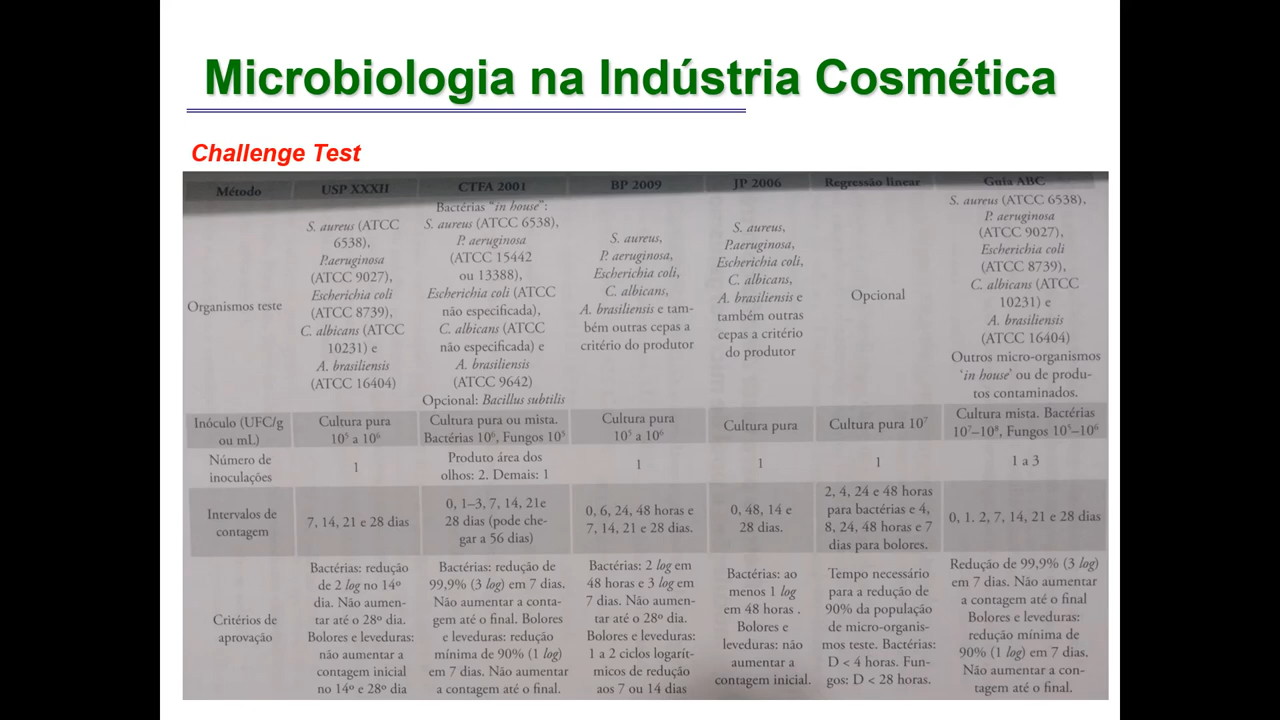 Microbiologia na Indústria Cosmética
Challenge Test
Método
USP XXXII
CTFA 2001
BP 2009
JP 2006
Regressão linear
Guia ABC
Organismos teste
S. aureus (ATCC
6538),
P.aeruginosa
(ATCC 9027),
Escherichia coli
(ATCC 8739),
C. albicans (ATCC
10231) e
A. brasiliensis
(ATCC 16404)
Bactérias “in house”:
S. aureus (ATCC 6538),
P. aeruginosa
(ATCC 15442
ou 13388),
Escherichia coli (ATCC
não especificada),
C. albicans (ATCC
não especificada) e
A. brasiliensis
(ATCC 9642)
Opcional: Bacillus subtilis
S. aureus,
P. aeruginosa,
Escherichia coli,
C. albicans,
A. brasiliensis e tam-
bém outras cepas a
critério do produtor
S. aureus,
P.aeruginosa,
Escherichia coli,
C. albicans,
A. brasiliensis e
também outras
cepas a critério
do produtor
Opcional
S. aureus (ATCC 6538),
P. aeruginosa
(ATCC 9027),
Escherichia coli
(ATCC 8739),
C. albicans (ATCC
10231) e
A. brasiliensis
(ATCC 16404)
Outros micro-organismos
‘in house’ ou de produ-
tos contaminados.
Inóculo (UFC/g
ou mL)
Cultura pura
10⁵ a 10⁶
Cultura pura ou mista.
Bactérias 10⁶, Fungos 10⁵
Cultura pura
10⁵ a 10⁶
Cultura pura
Cultura pura 10⁷
Cultura mista. Bactérias
10⁷–10⁸, Fungos 10⁵–10⁶
Número de
inoculações
1
Produto área dos
olhos: 2. Demais: 1
1
1
1
1 a 3
Intervalos de
contagem
7, 14, 21 e 28 dias
0, 1–3, 7, 14, 21e
28 dias (pode che-
gar a 56 dias)
0, 6, 24, 48 horas e
7, 14, 21 e 28 dias.
0, 48, 14 e
28 dias.
2, 4, 24 e 48 horas
para bactérias e 4,
8, 24, 48 horas e 7
dias para bolores.
0, 1. 2, 7, 14, 21 e 28 dias
Critérios de
aprovação
Bactérias: redução
de 2 log no 14º
dia. Não aumen-
tar até o 28º dia.
Bolores e leveduras:
não aumentar a
contagem inicial
no 14º e 28º dia
Bactérias: redução de
99,9% (3 log) em 7 dias.
Não aumentar a conta-
gem até o final. Bolores
e leveduras: redução
mínima de 90% (1 log)
em 7 dias. Não aumentar
a contagem até o final.
Bactérias: 2 log em
48 horas e 3 log em
7 dias. Não aumen-
tar até o 28º dia.
Bolores e leveduras:
1 a 2 ciclos logarít-
micos de redução
aos 7 ou 14 dias
Bactérias: ao
menos 1 log
em 48 horas .
Bolores e
leveduras: não
aumentar a
contagem inicial.
Tempo necessário
para a redução de
90% da população
de micro-organis-
mos teste. Bactérias:
D < 4 horas. Fun-
gos: D < 28 horas.
Redução de 99,9% (3 log)
em 7 dias. Não aumentar
a contagem até o final
Bolores e leveduras:
redução mínima de
90% (1 log) em 7 dias.
Não aumentar a con-
tagem até o final.